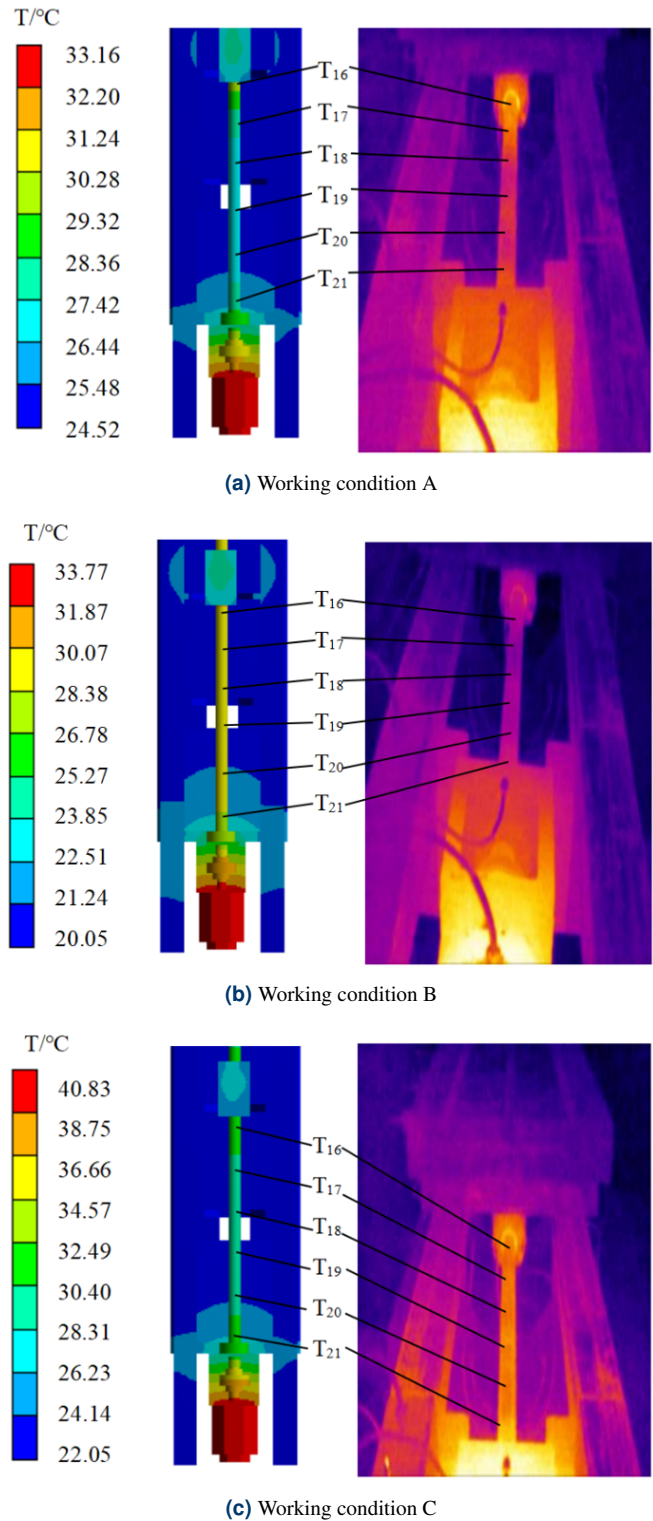 T/°C
33.16
32.20
31.24
30.28
29.32
28.36
27.42
26.44
25.48
24.52
T₁₆
T₁₇
T₁₈
T₁₉
T₂₀
T₂₁
(a) Working condition A
T/°C
33.77
31.87
30.07
28.38
26.78
25.27
23.85
22.51
21.24
20.05
T₁₆
T₁₇
T₁₈
T₁₉
T₂₀
T₂₁
(b) Working condition B
T/°C
40.83
38.75
36.66
34.57
32.49
30.40
28.31
26.23
24.14
22.05
T₁₆
T₁₇
T₁₈
T₁₉
T₂₀
T₂₁
(c) Working condition C